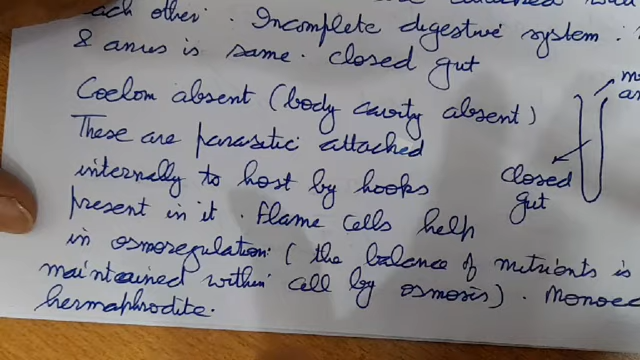 each other. Incomplete digestive system:
& anus is same. closed gut
Coelom absent (body cavity absent)
These are parasitic attached
internally to host by hooks
present in it. flame cells help
in osmoregulation. (the balance of nutrients is
maintained within cell by osmosis). Monoe
hermaphrodite.
closed
gut